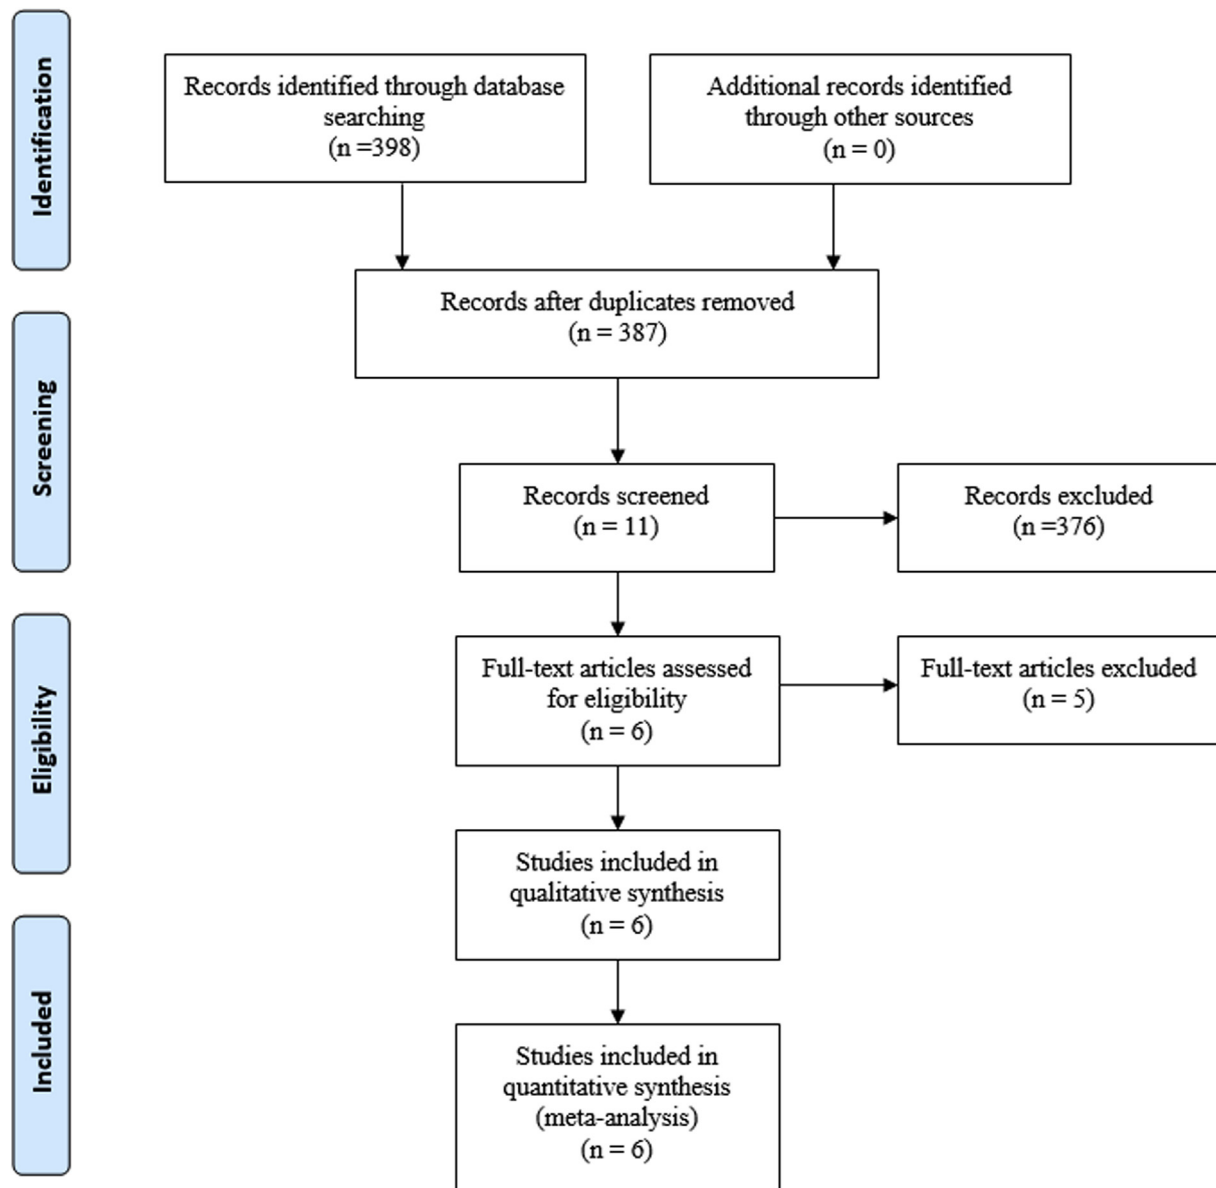 Identification
Records identified through database
searching
(n =398)
Additional records identified
through other sources
(n = 0)
Records after duplicates removed
(n = 387)
Screening
Records screened
(n = 11)
Records excluded
(n =376)
Eligibility
Full-text articles assessed
for eligibility
(n = 6)
Full-text articles excluded
(n = 5)
Studies included in
qualitative synthesis
(n = 6)
Included
Studies included in
quantitative synthesis
(meta-analysis)
(n = 6)